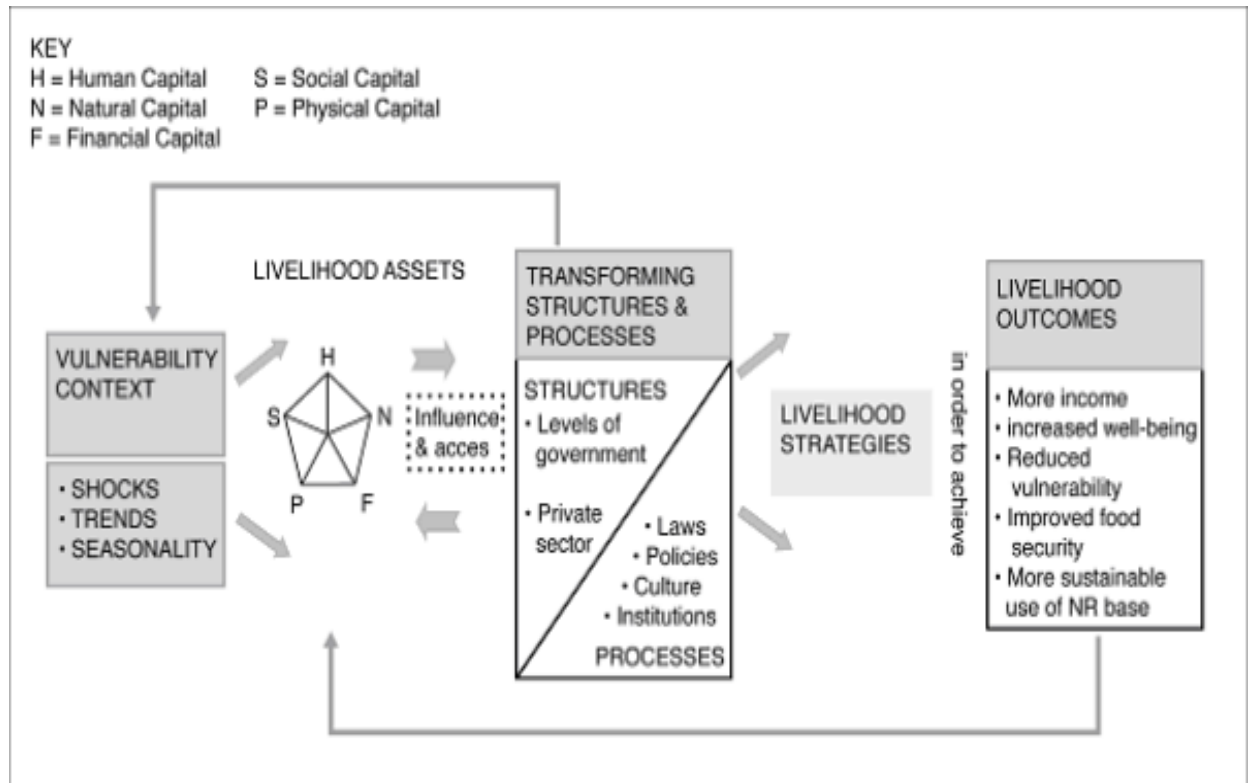 KEY
H = Human Capital S = Social Capital
N = Natural Capital P = Physical Capital
F = Financial Capital
LIVELIHOOD ASSETS
VULNERABILITY
CONTEXT
• SHOCKS
• TRENDS
• SEASONALITY
H
S
N
P
F
Influence
& acces
TRANSFORMING
STRUCTURES &
PROCESSES
STRUCTURES
• Levels of
government
• Private
sector
• Laws
• Policies
• Culture
• Institutions
PROCESSES
LIVELIHOOD
STRATEGIES
in order to achieve
LIVELIHOOD
OUTCOMES
• More income
• increased well-being
• Reduced
vulnerability
• Improved food
security
• More sustainable
use of NR base